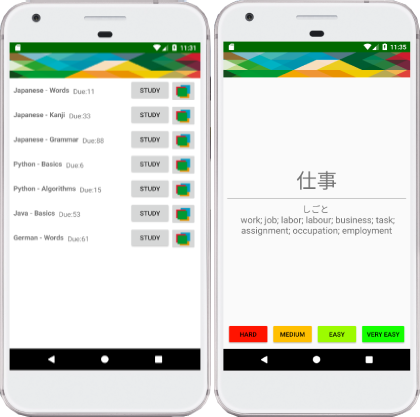 11:31
Japanese - Words Due:11 STUDY
Japanese - Kanji Due:33 STUDY
Japanese - Grammar Due:88 STUDY
Python - Basics Due:6 STUDY
Python - Algorithms Due:15 STUDY
Java - Basics Due:53 STUDY
German - Words Due:61 STUDY
11:35
仕事
しごと
work; job; labor; labour; business; task;
assignment; occupation; employment
HARD MEDIUM EASY VERY EASY